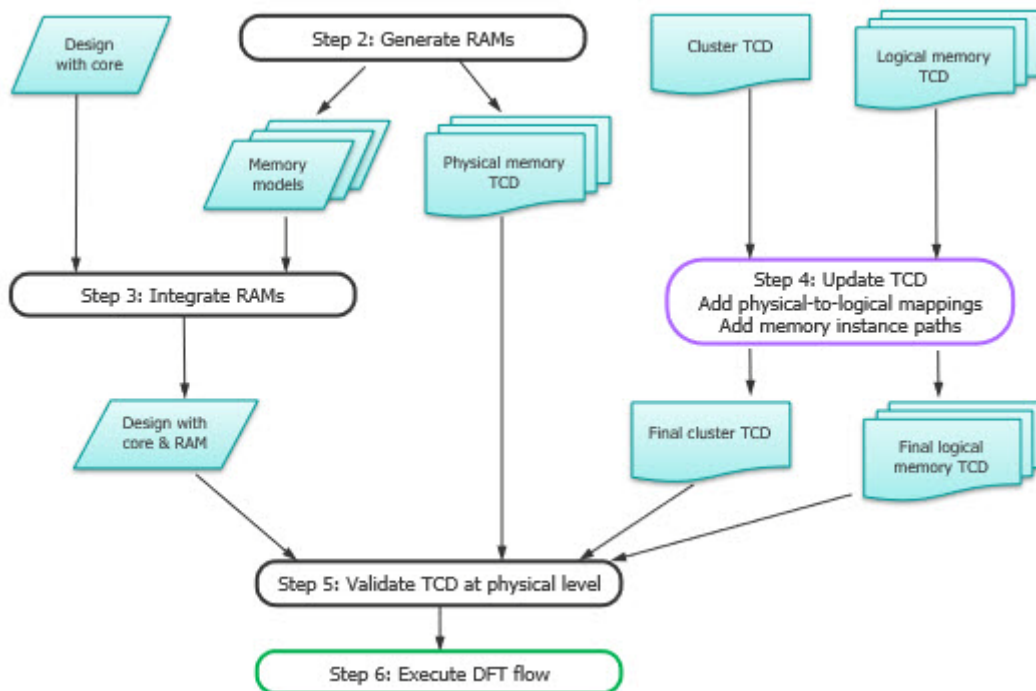 Design
with core
Step 2: Generate RAMs
Cluster TCD
Logical memory
TCD
Memory
models
Physical memory
TCD
Step 3: Integrate RAMs
Step 4: Update TCD
Add physical-to-logical mappings
Add memory instance paths
Design with
core & RAM
Final cluster TCD
Final logical
memory TCD
Step 5: Validate TCD at physical level
Step 6: Execute DFT flow